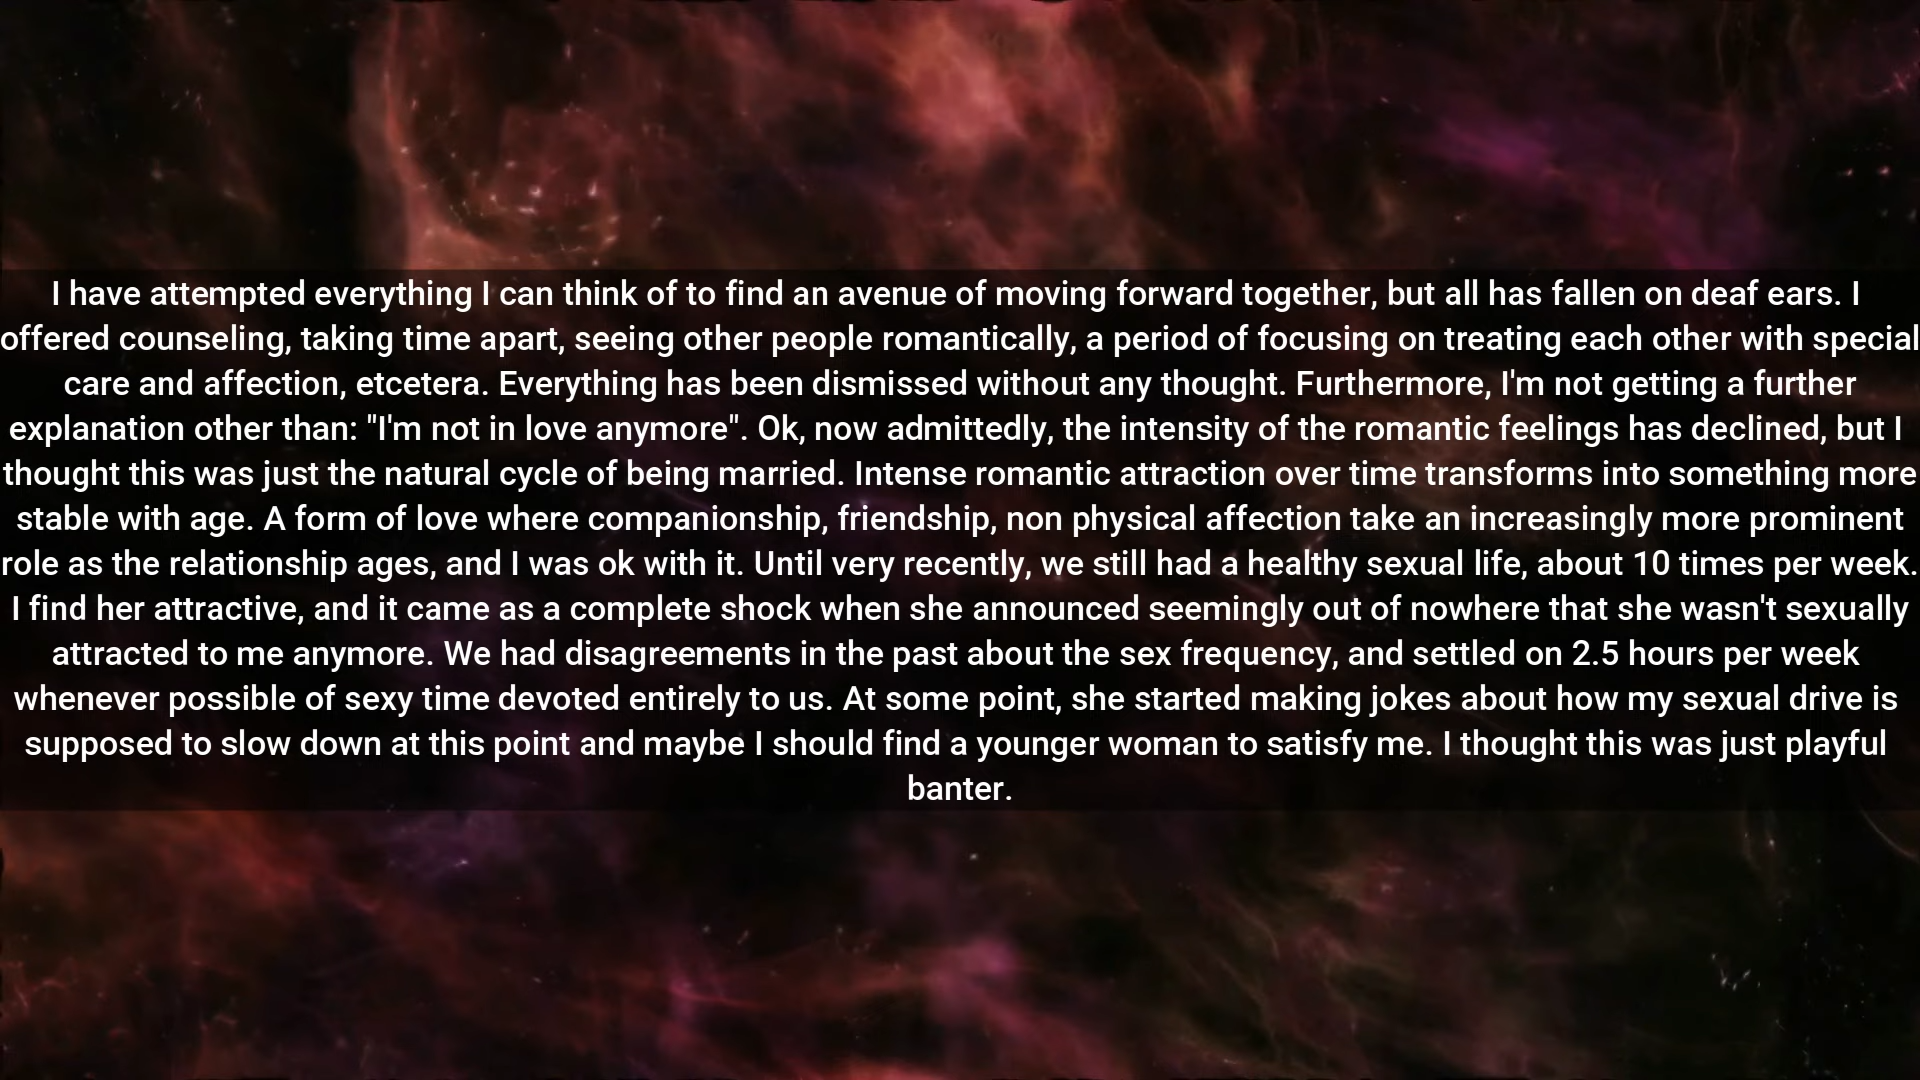 I have attempted everything I can think of to find an avenue of moving forward together, but all has fallen on deaf ears. I
offered counseling, taking time apart, seeing other people romantically, a period of focusing on treating each other with special
care and affection, etcetera. Everything has been dismissed without any thought. Furthermore, I'm not getting a further
explanation other than: "I'm not in love anymore". Ok, now admittedly, the intensity of the romantic feelings has declined, but I
thought this was just the natural cycle of being married. Intense romantic attraction over time transforms into something more
stable with age. A form of love where companionship, friendship, non physical affection take an increasingly more prominent
role as the relationship ages, and I was ok with it. Until very recently, we still had a healthy sexual life, about 10 times per week.
I find her attractive, and it came as a complete shock when she announced seemingly out of nowhere that she wasn't sexually
attracted to me anymore. We had disagreements in the past about the sex frequency, and settled on 2.5 hours per week
whenever possible of sexy time devoted entirely to us. At some point, she started making jokes about how my sexual drive is
supposed to slow down at this point and maybe I should find a younger woman to satisfy me. I thought this was just playful
banter.